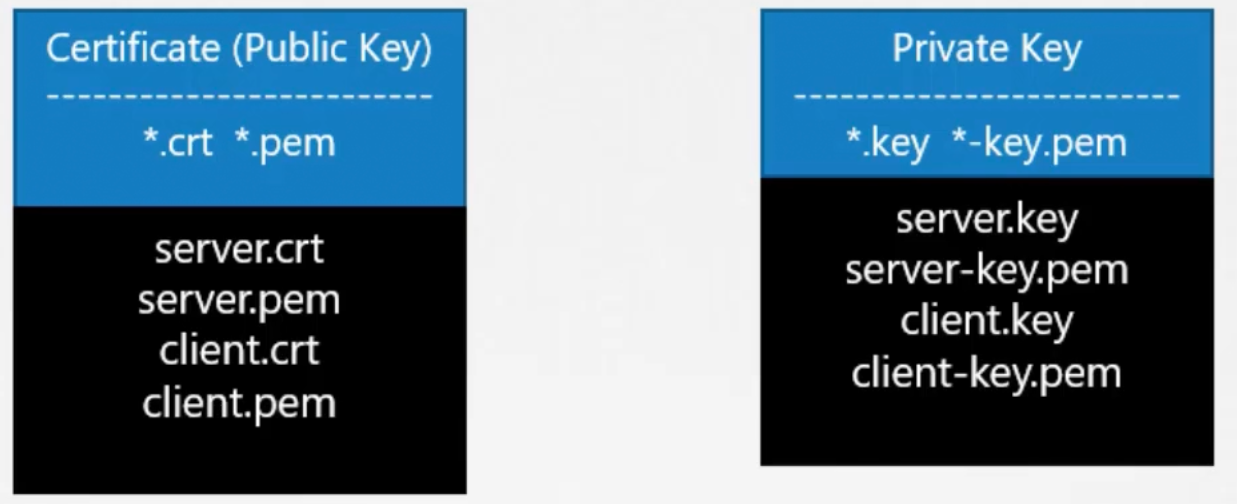 Certificate (Public Key)
-------------------------
*.crt *.pem
server.crt
server.pem
client.crt
client.pem
Private Key
-------------------------
*.key *-key.pem
server.key
server-key.pem
client.key
client-key.pem